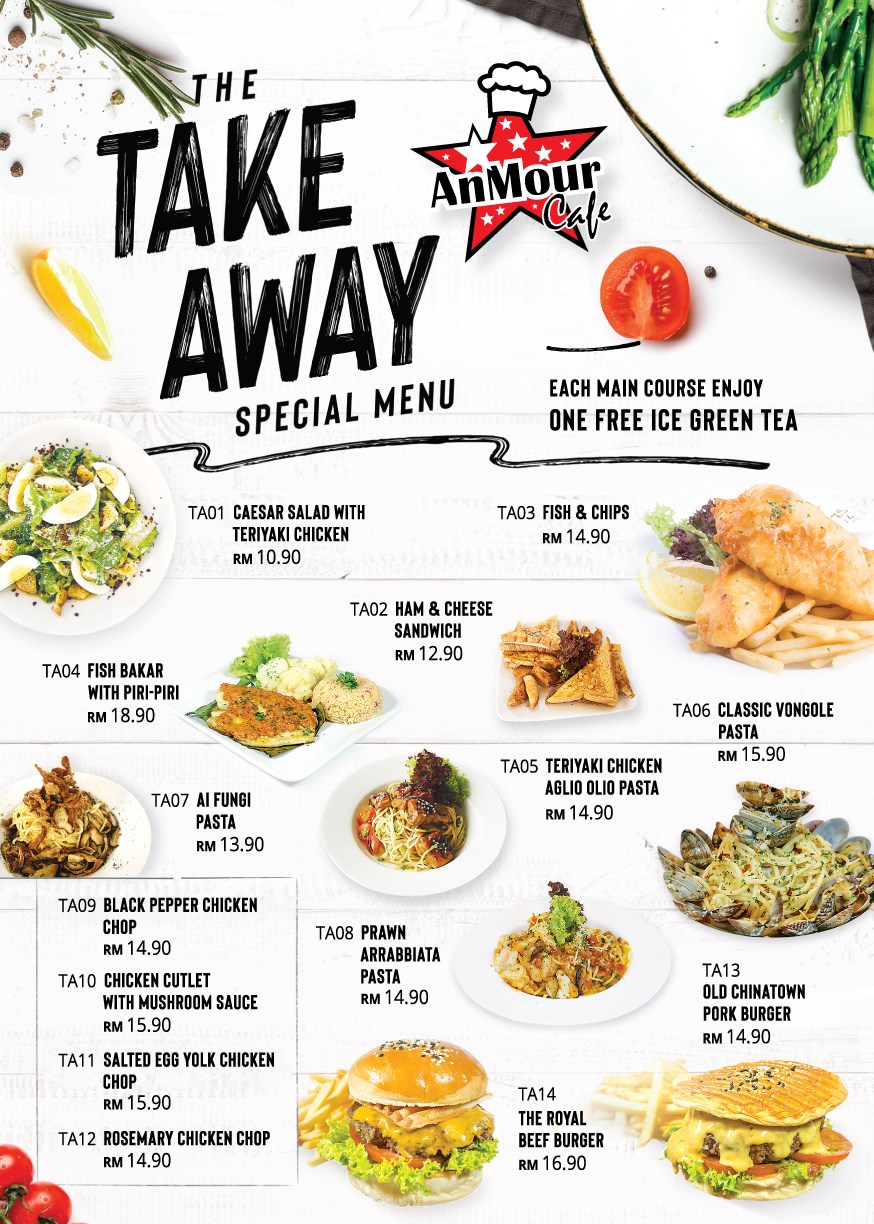 THE
TAKE
AWAY
SPECIAL MENU
AnMour
Cafe
EACH MAIN COURSE ENJOY
ONE FREE ICE GREEN TEA
TA01 CAESAR SALAD WITH
TERIYAKI CHICKEN
RM 10.90
TA03 FISH & CHIPS
RM 14.90
TA02 HAM & CHEESE
SANDWICH
RM 12.90
TA04 FISH BAKAR
WITH PIRI-PIRI
RM 18.90
TA06 CLASSIC VONGOLE
PASTA
RM 15.90
TA05 TERIYAKI CHICKEN
AGLIO OLIO PASTA
RM 14.90
TA07 AI FUNGI
PASTA
RM 13.90
TA09 BLACK PEPPER CHICKEN
CHOP
RM 14.90
TA10 CHICKEN CUTLET
WITH MUSHROOM SAUCE
RM 15.90
TA11 SALTED EGG YOLK CHICKEN
CHOP
RM 15.90
TA12 ROSEMARY CHICKEN CHOP
RM 14.90
TA08 PRAWN
ARRABBIATA
PASTA
RM 14.90
TA13
OLD CHINATOWN
PORK BURGER
RM 14.90
TA14
THE ROYAL
BEEF BURGER
RM 16.90